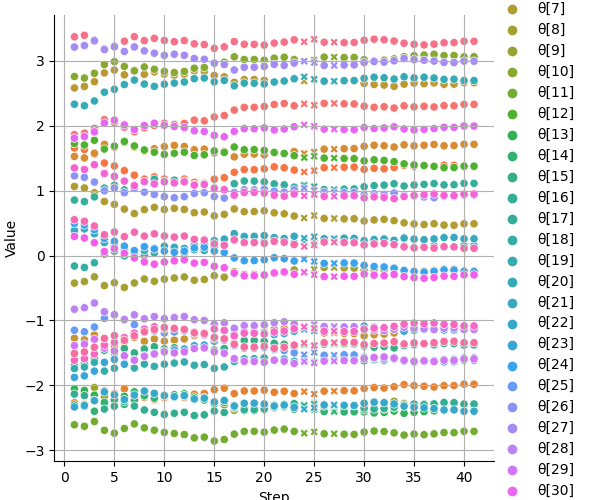 θ[7]
θ[8]
θ[9]
θ[10]
θ[11]
θ[12]
θ[13]
θ[14]
θ[15]
θ[16]
θ[17]
θ[18]
θ[19]
θ[20]
θ[21]
θ[22]
θ[23]
θ[24]
θ[25]
θ[26]
θ[27]
θ[28]
θ[29]
θ[30]
Value
3
2
1
0
−1
−2
−3
0 5 10 15 20 25 30 35 40
Step